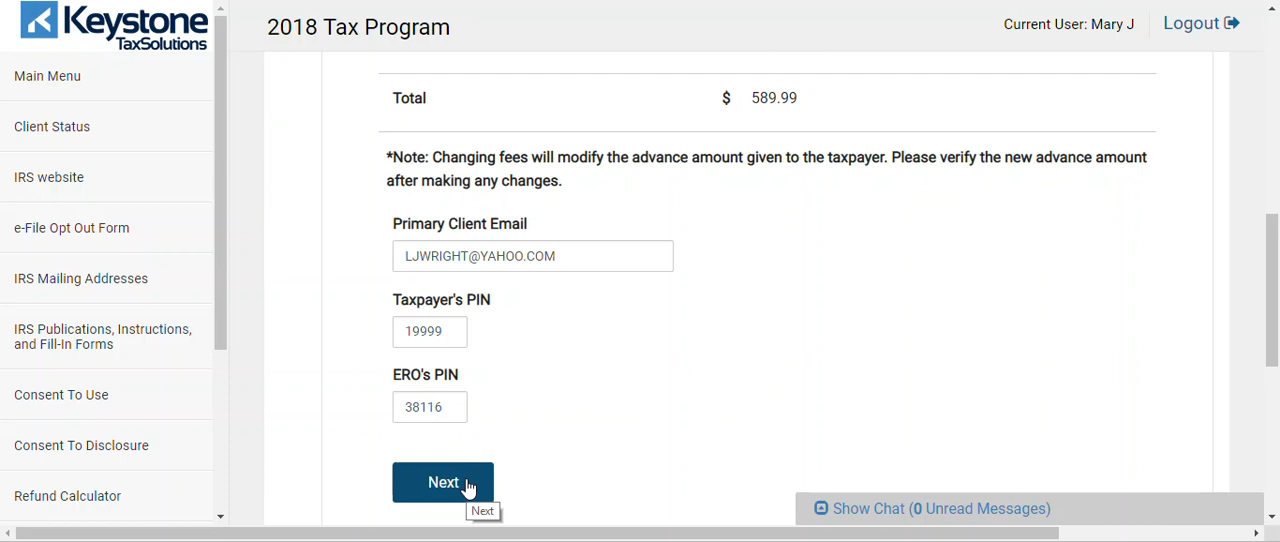 Keystone
TaxSolutions
2018 Tax Program
Current User: Mary J
Logout
Main Menu
Client Status
IRS website
e-File Opt Out Form
IRS Mailing Addresses
IRS Publications, Instructions,
and Fill-In Forms
Consent To Use
Consent To Disclosure
Refund Calculator
Total $ 589.99
*Note: Changing fees will modify the advance amount given to the taxpayer. Please verify the new advance amount
after making any changes.
Primary Client Email
LJWRIGHT@YAHOO.COM
Taxpayer's PIN
19999
ERO's PIN
38116
Next
Next
Show Chat (0 Unread Messages)